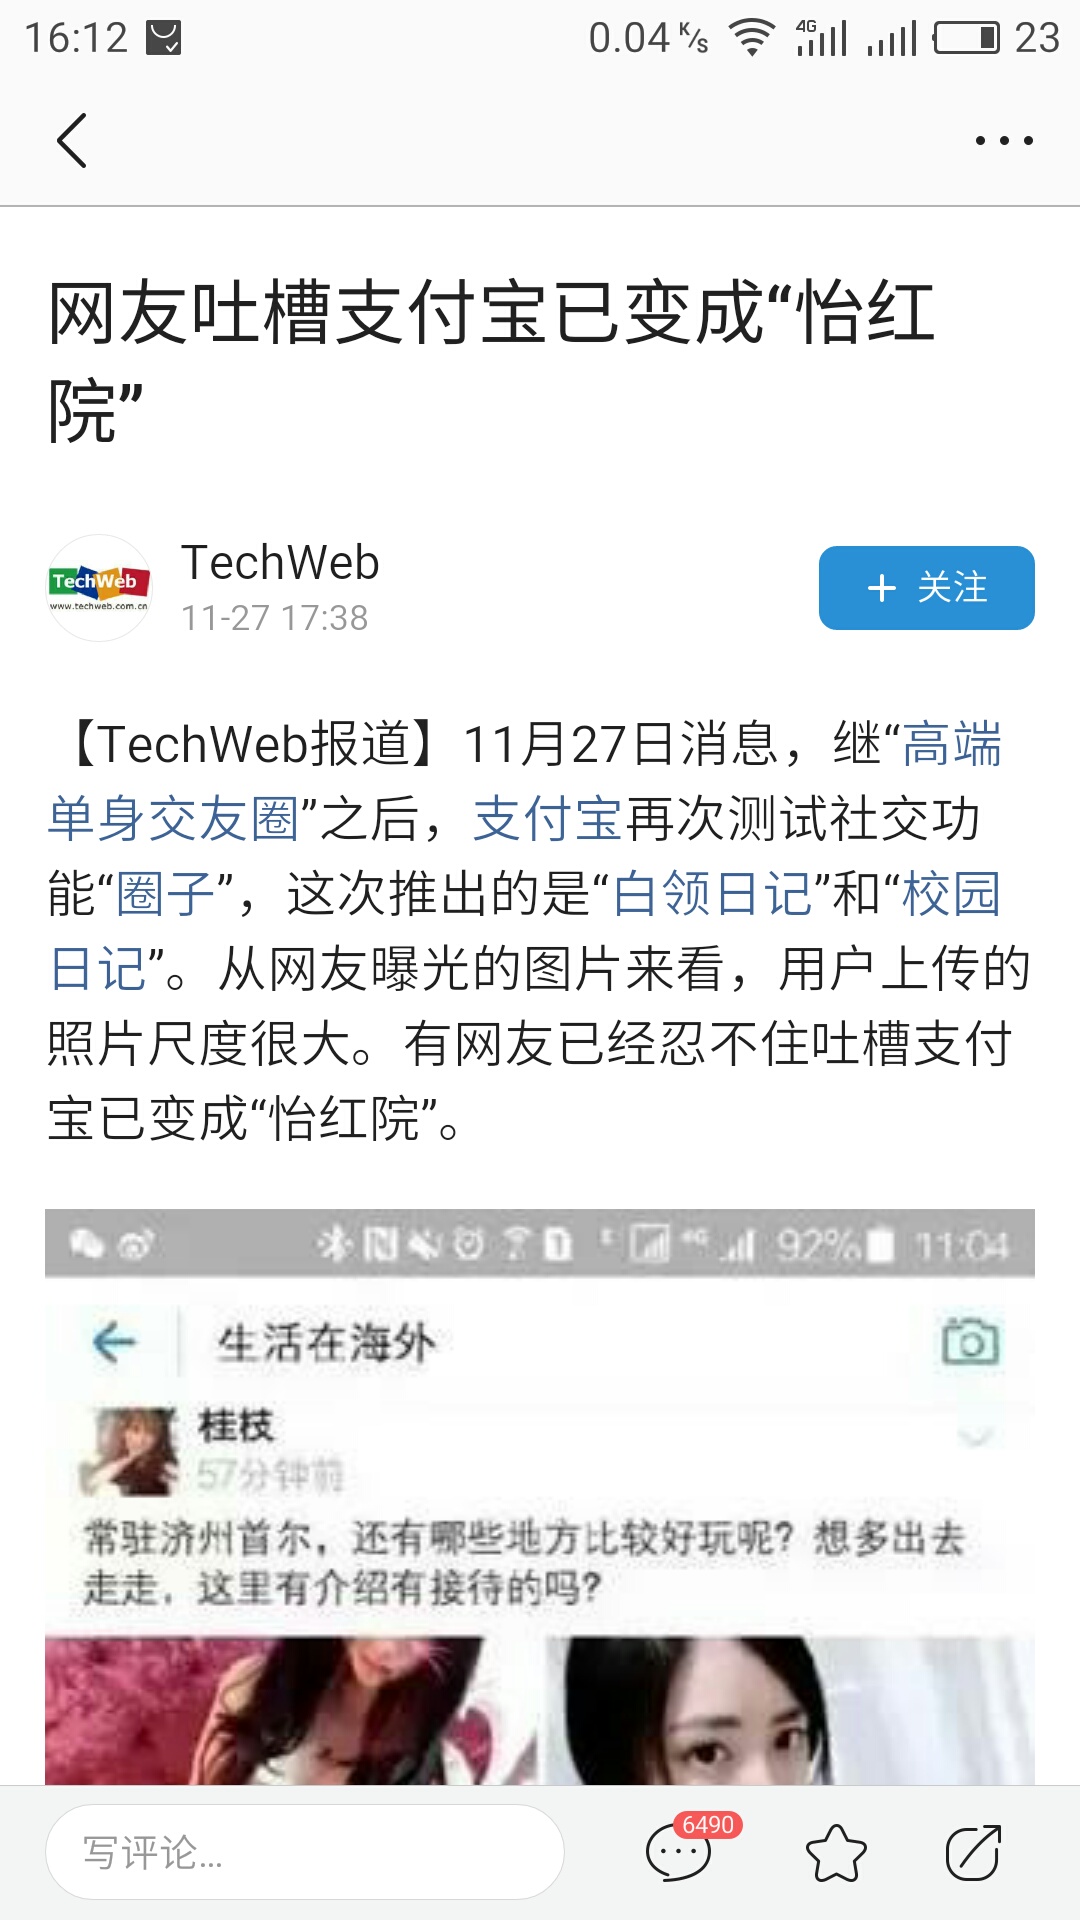 16:12 0.04 K/s 4G 23
网友吐槽支付宝已变成“怡红
院”
TechWeb
www.techweb.com.cn
TechWeb
11-27 17:38
+ 关注
【TechWeb报道】11月27日消息，继“高端
单身交友圈”之后，支付宝再次测试社交功
能“圈子”，这次推出的是“白领日记”和“校园
日记”。从网友曝光的图片来看，用户上传的
照片尺度很大。有网友已经忍不住吐槽支付
宝已变成“怡红院”。
1 4G 92% 11:04
生活在海外
桂枝
57分钟前
常驻济州首尔，还有哪些地方比较好玩呢？想多出去
走走，这里有介绍有接待的吗？
写评论...
6490